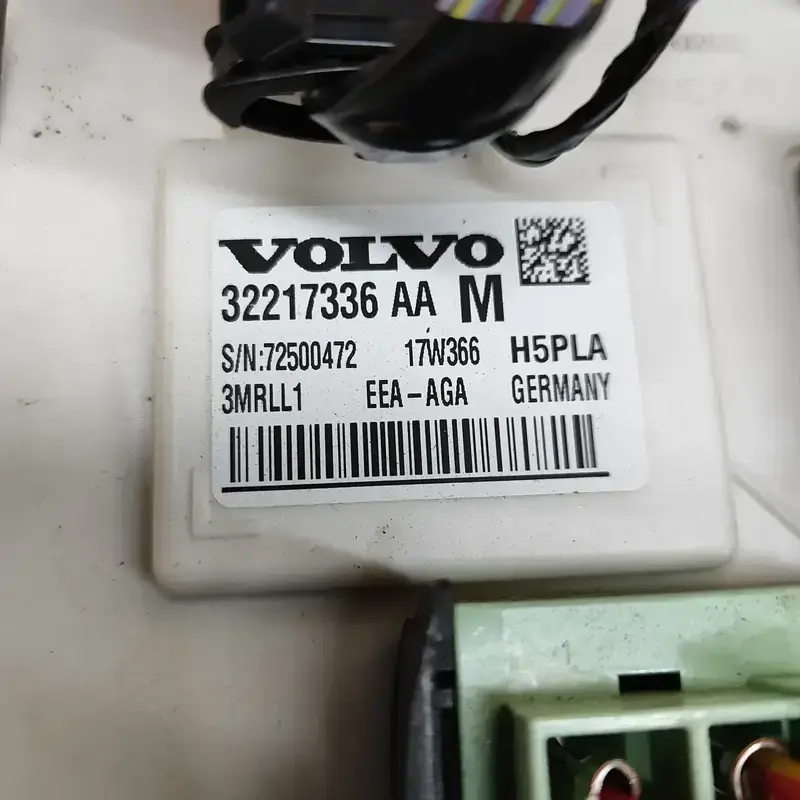 VOLVO
32217336 AA M
S/N:72500472 17W366 H5PLA
3MRLL1 EEA-AGA GERMANY